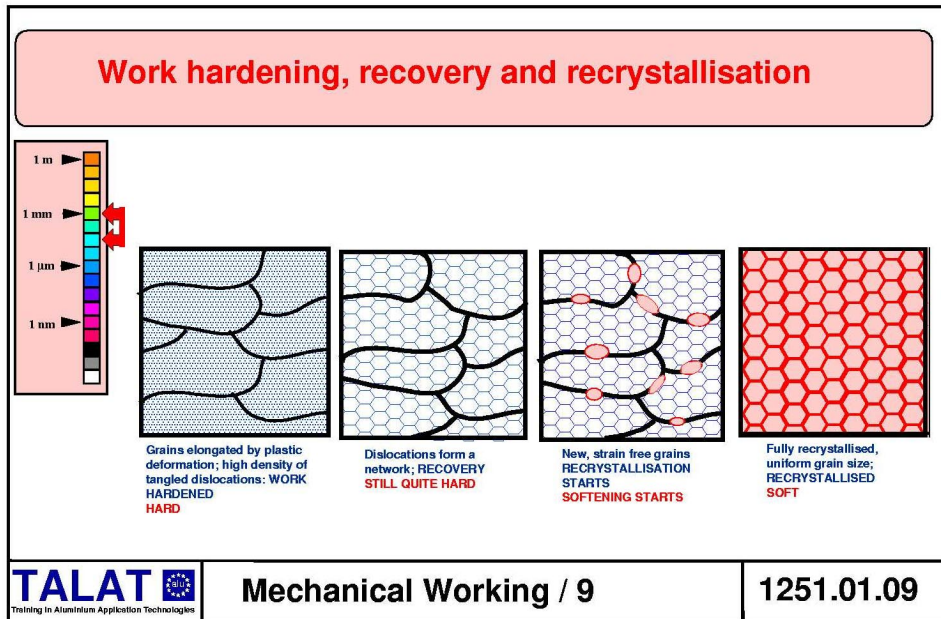 Work hardening, recovery and recrystallisation
1 m
1 mm
1 µm
1 nm
Grains elongated by plastic
deformation; high density of
tangled dislocations: WORK
HARDENED
HARD
Dislocations form a
network; RECOVERY
STILL QUITE HARD
New, strain free grains
RECRYSTALLISATION
STARTS
SOFTENING STARTS
Fully recrystallised,
uniform grain size;
RECRYSTALLISED
SOFT
TALAT
alu
Training in Aluminium Application Technologies
Mechanical Working / 9
1251.01.09